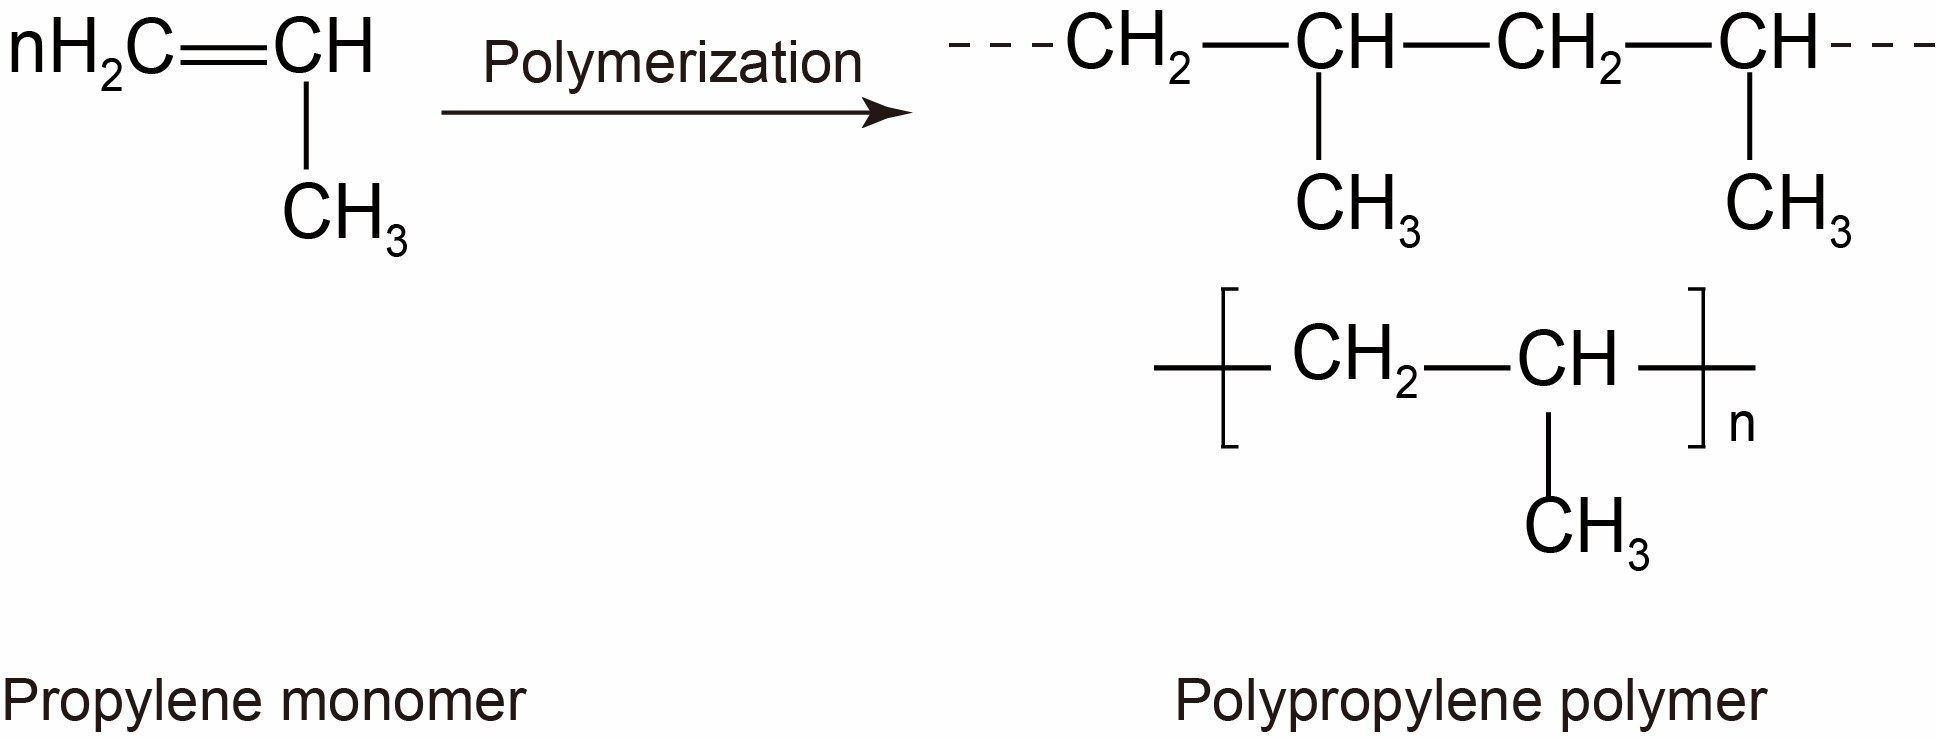 nH₂C=CH
CH₃
Polymerization
CH₂—CH—CH₂—CH
CH₃ CH₃
[CH₂—CH]n
CH₃
Propylene monomer
Polypropylene polymer